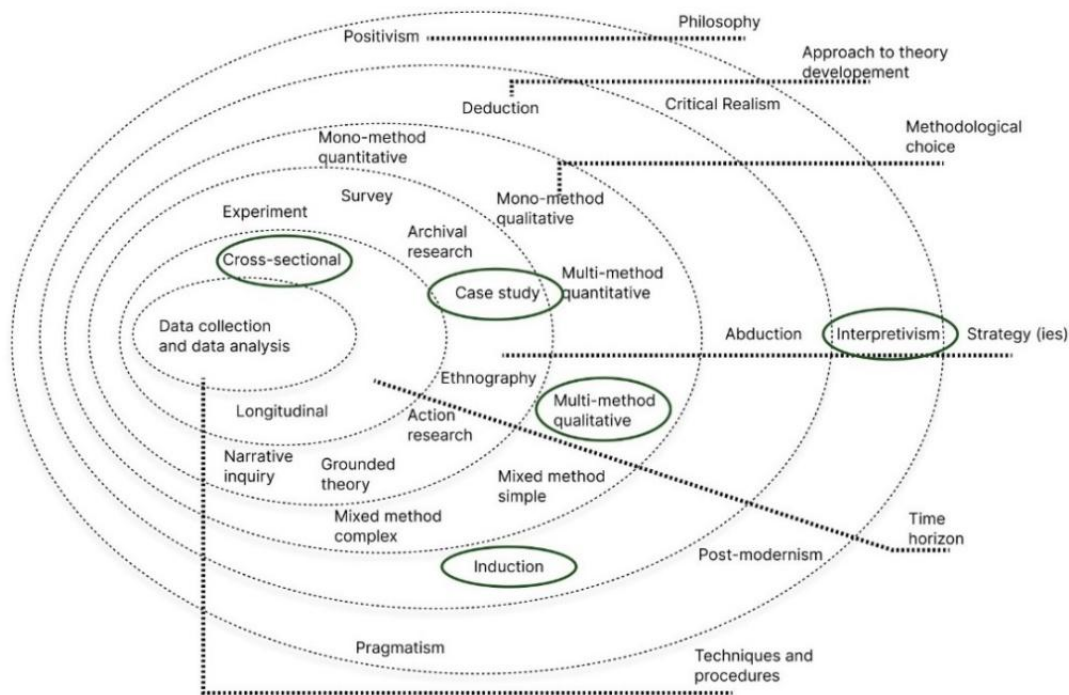 Philosophy
Positivism
Approach to theory
developement
Deduction
Critical Realism
Methodological
choice
Mono-method
quantitative
Survey
Mono-method
qualitative
Experiment
Archival
research
Cross-sectional
Case study
Multi-method
quantitative
Data collection
and data analysis
Abduction
Interpretivism
Strategy (ies)
Ethnography
Multi-method
qualitative
Longitudinal
Action
research
Narrative
inquiry
Grounded
theory
Mixed method
simple
Mixed method
complex
Time
horizon
Post-modernism
Induction
Pragmatism
Techniques and
procedures